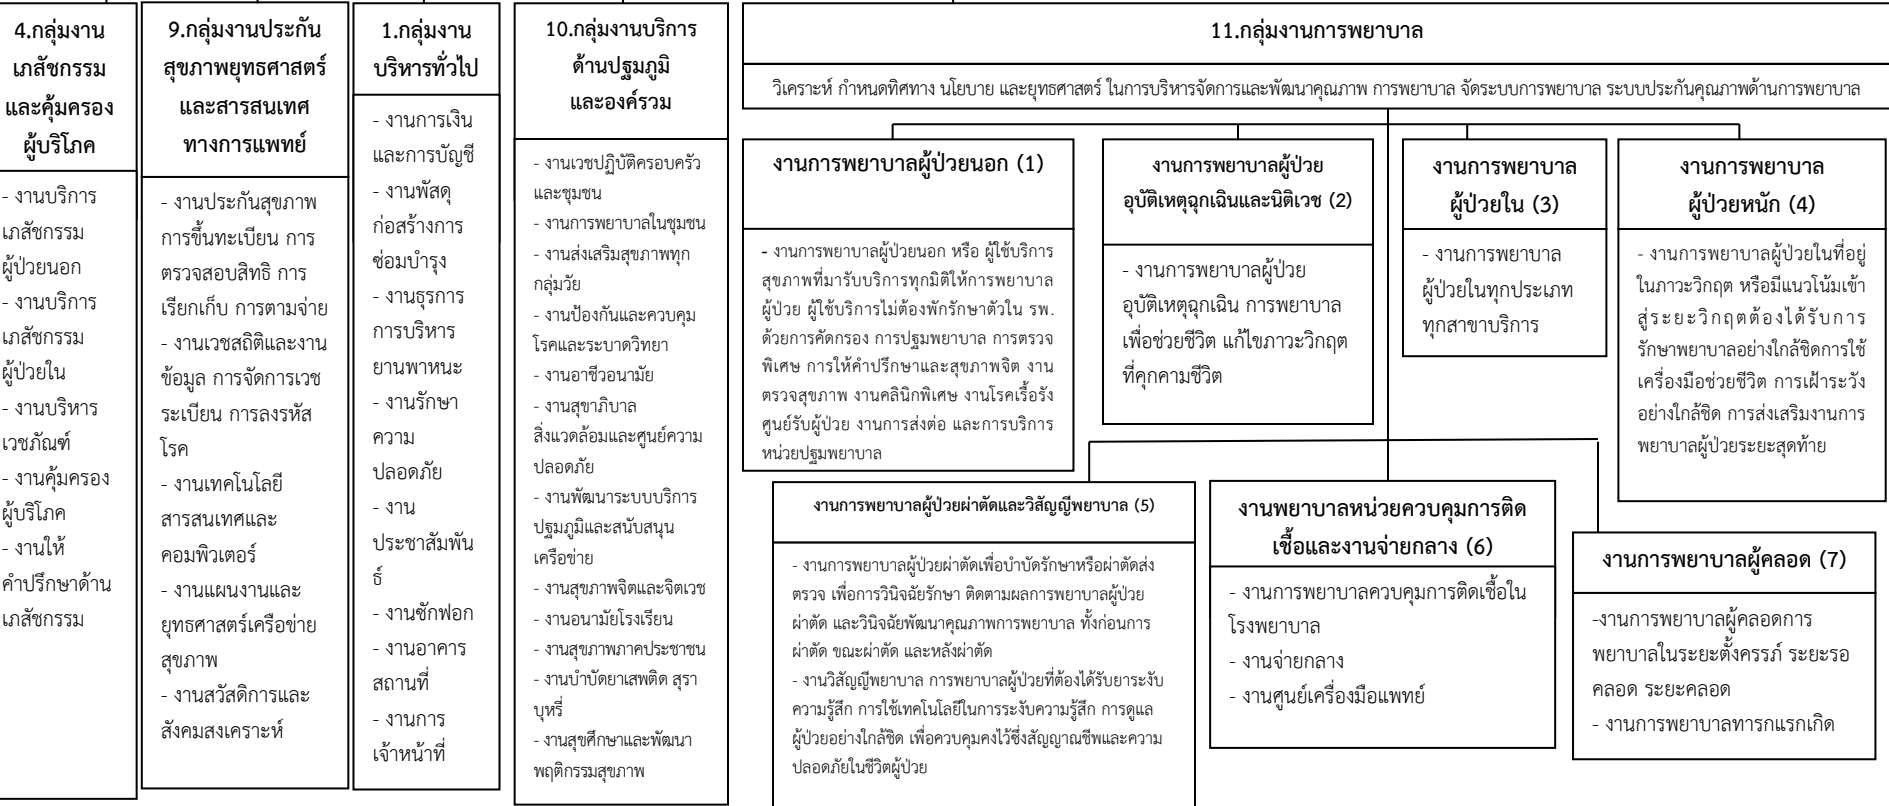 4.กลุ่มงาน
เภสัชกรรม
และคุ้มครอง
ผู้บริโภค
- งานบริการ
เภสัชกรรม
ผู้ป่วยนอก
- งานบริการ
เภสัชกรรม
ผู้ป่วยใน
- งานบริหาร
เวชภัณฑ์
- งานคุ้มครอง
ผู้บริโภค
- งานให้
คำปรึกษาด้าน
เภสัชกรรม
9.กลุ่มงานประกัน
สุขภาพยุทธศาสตร์
และสารสนเทศ
ทางการแพทย์
- งานประกันสุขภาพ
การขึ้นทะเบียน การ
ตรวจสอบสิทธิ การ
เรียกเก็บ การตามจ่าย
- งานเวชสถิติและงาน
ข้อมูล การจัดการเวช
ระเบียน การลงรหัส
โรค
- งานเทคโนโลยี
สารสนเทศและ
คอมพิวเตอร์
- งานแผนงานและ
ยุทธศาสตร์เครือข่าย
สุขภาพ
- งานสวัสดิการและ
สังคมสงเคราะห์
1.กลุ่มงาน
บริหารทั่วไป
- งานการเงิน
และการบัญชี
- งานพัสดุ
ก่อสร้างการ
ซ่อมบำรุง
- งานธุรการ
การบริหาร
ยานพาหนะ
- งานรักษา
ความ
ปลอดภัย
- งาน
ประชาสัมพัน
ธ์
- งานซักฟอก
- งานอาคาร
สถานที่
- งานการ
เจ้าหน้าที่
10.กลุ่มงานบริการ
ด้านปฐมภูมิ
และองค์รวม
- งานเวชปฏิบัติครอบครัว
และชุมชน
- งานการพยาบาลในชุมชน
- งานส่งเสริมสุขภาพทุก
กลุ่มวัย
- งานป้องกันและควบคุม
โรคและระบาดวิทยา
- งานอาชีวอนามัย
- งานสุขาภิบาล
สิ่งแวดล้อมและศูนย์ความ
ปลอดภัย
- งานพัฒนาระบบบริการ
ปฐมภูมิและสนับสนุน
เครือข่าย
- งานสุขภาพจิตและจิตเวช
- งานอนามัยโรงเรียน
- งานสุขภาพภาคประชาชน
- งานบำบัดยาเสพติด สุรา
บุหรี่
- งานสุขศึกษาและพัฒนา
พฤติกรรมสุขภาพ
11.กลุ่มงานการพยาบาล
วิเคราะห์ กำหนดทิศทาง นโยบาย และยุทธศาสตร์ ในการบริหารจัดการและพัฒนาคุณภาพ การพยาบาล จัดระบบการพยาบาล ระบบประกันคุณภาพด้านการพยาบาล
งานการพยาบาลผู้ป่วยนอก (1)
- งานการพยาบาลผู้ป่วยนอก หรือ ผู้ใช้บริการ
สุขภาพที่มารับบริการทุกมิติให้การพยาบาล
ผู้ป่วย ผู้ใช้บริการไม่ต้องพักรักษาตัวใน รพ.
ด้วยการคัดกรอง การปฐมพยาบาล การตรวจ
พิเศษ การให้คำปรึกษาและสุขภาพจิต งาน
ตรวจสุขภาพ งานคลินิกพิเศษ งานโรคเรื้อรัง
ศูนย์รับผู้ป่วย งานการส่งต่อ และการบริการ
หน่วยปฐมพยาบาล
งานการพยาบาลผู้ป่วย
อุบัติเหตุฉุกเฉินและนิติเวช (2)
- งานการพยาบาลผู้ป่วย
อุบัติเหตุฉุกเฉิน การพยาบาล
เพื่อช่วยชีวิต แก้ไขภาวะวิกฤต
ที่คุกคามชีวิต
งานการพยาบาล
ผู้ป่วยใน (3)
- งานการพยาบาล
ผู้ป่วยในทุกประเภท
ทุกสาขาบริการ
งานการพยาบาล
ผู้ป่วยหนัก (4)
- งานการพยาบาลผู้ป่วยในที่อยู่
ในภาวะวิกฤต หรือมีแนวโน้มเข้า
สู่ระยะวิกฤตต้องได้รับการ
รักษาพยาบาลอย่างใกล้ชิดการใช้
เครื่องมือช่วยชีวิต การเฝ้าระวัง
อย่างใกล้ชิด การส่งเสริมงานการ
พยาบาลผู้ป่วยระยะสุดท้าย
งานการพยาบาลผู้ป่วยผ่าตัดและวิสัญญีพยาบาล (5)
- งานการพยาบาลผู้ป่วยผ่าตัดเพื่อบำบัดรักษาหรือผ่าตัดส่ง
ตรวจ เพื่อการวินิจฉัยรักษา ติดตามผลการพยาบาลผู้ป่วย
ผ่าตัด และวินิจฉัยพัฒนาคุณภาพการพยาบาล ทั้งก่อนการ
ผ่าตัด ขณะผ่าตัด และหลังผ่าตัด
- งานวิสัญญีพยาบาล การพยาบาลผู้ป่วยที่ต้องได้รับยาระงับ
ความรู้สึก การใช้เทคโนโลยีในการระงับความรู้สึก การดูแล
ผู้ป่วยอย่างใกล้ชิด เพื่อควบคุมคงไว้ซึ่งสัญญาณชีพและความ
ปลอดภัยในชีวิตผู้ป่วย
งานพยาบาลหน่วยควบคุมการติด
เชื้อและงานจ่ายกลาง (6)
- งานการพยาบาลควบคุมการติดเชื้อใน
โรงพยาบาล
- งานจ่ายกลาง
- งานศูนย์เครื่องมือแพทย์
งานการพยาบาลผู้คลอด (7)
-งานการพยาบาลผู้คลอดการ
พยาบาลในระยะตั้งครรภ์ ระยะรอ
คลอด ระยะคลอด
- งานการพยาบาลทารกแรกเกิด